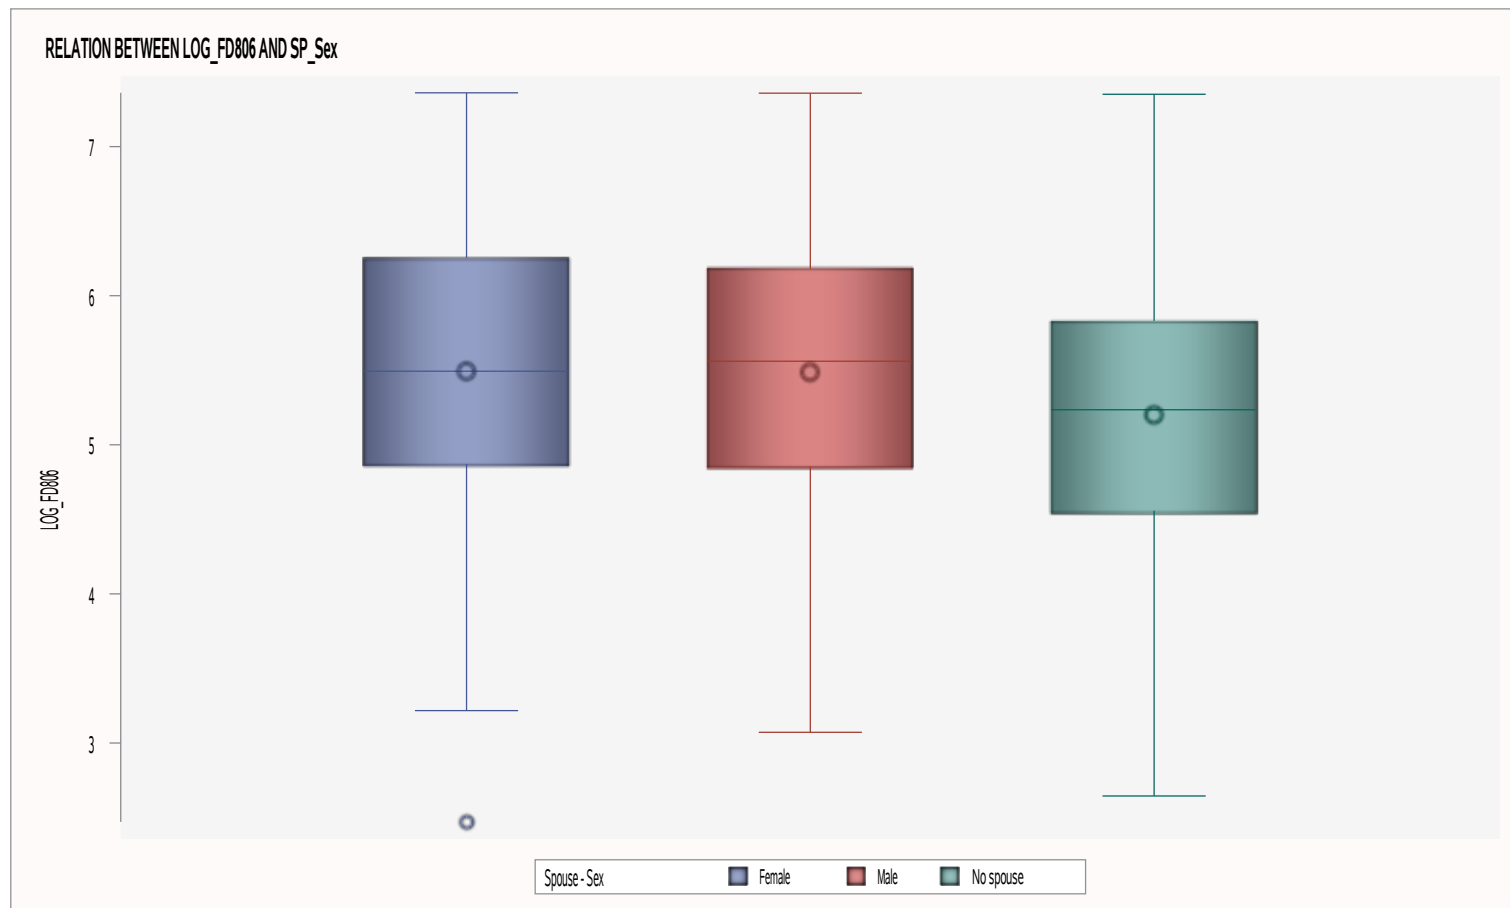 RELATION BETWEEN LOG_FD806 AND SP_Sex
7
6
5
4
3
LOG_FD806
Spouse - Sex Female Male No spouse